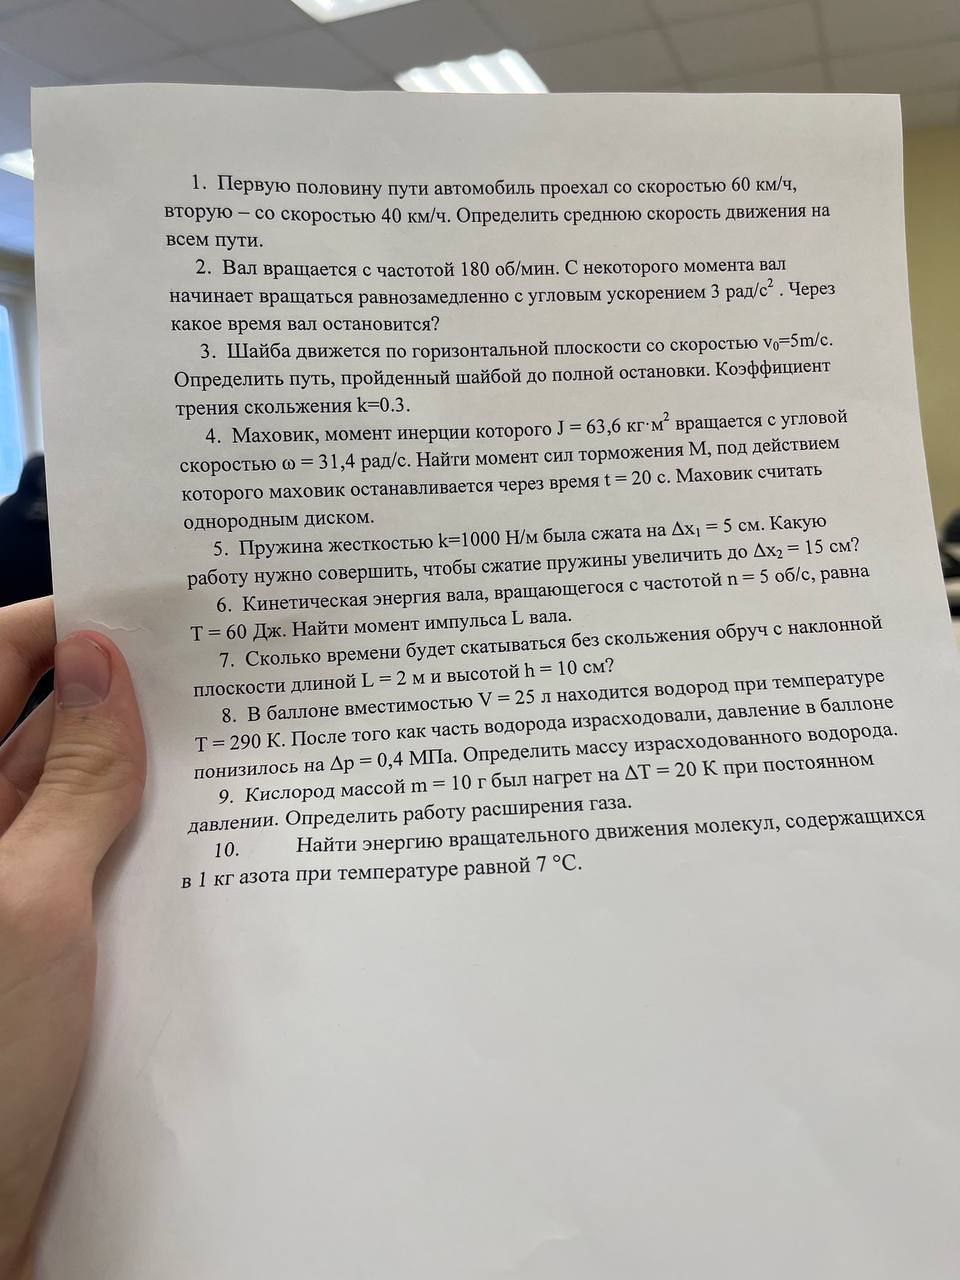 1. Первую половину пути автомобиль проехал со скоростью 60 км/ч,
вторую – со скоростью 40 км/ч. Определить среднюю скорость движения на
всем пути.
2. Вал вращается с частотой 180 об/мин. С некоторого момента вал
начинает вращаться равнозамедленно с угловым ускорением 3 рад/с² . Через
какое время вал остановится?
3. Шайба движется по горизонтальной плоскости со скоростью v₀=5m/c.
Определить путь, пройденный шайбой до полной остановки. Коэффициент
трения скольжения k=0.3.
4. Маховик, момент инерции которого J = 63,6 кг·м² вращается с угловой
скоростью ω = 31,4 рад/с. Найти момент сил торможения М, под действием
которого маховик останавливается через время t = 20 с. Маховик считать
однородным диском.
5. Пружина жесткостью k=1000 Н/м была сжата на Δx₁ = 5 см. Какую
работу нужно совершить, чтобы сжатие пружины увеличить до Δx₂ = 15 см?
6. Кинетическая энергия вала, вращающегося с частотой n = 5 об/с, равна
T = 60 Дж. Найти момент импульса L вала.
7. Сколько времени будет скатываться без скольжения обруч с наклонной
плоскости длиной L = 2 м и высотой h = 10 см?
8. В баллоне вместимостью V = 25 л находится водород при температуре
T = 290 К. После того как часть водорода израсходовали, давление в баллоне
понизилось на Δp = 0,4 МПа. Определить массу израсходованного водорода.
9. Кислород массой m = 10 г был нагрет на ΔT = 20 К при постоянном
давлении. Определить работу расширения газа.
10. Найти энергию вращательного движения молекул, содержащихся
в 1 кг азота при температуре равной 7 °C.